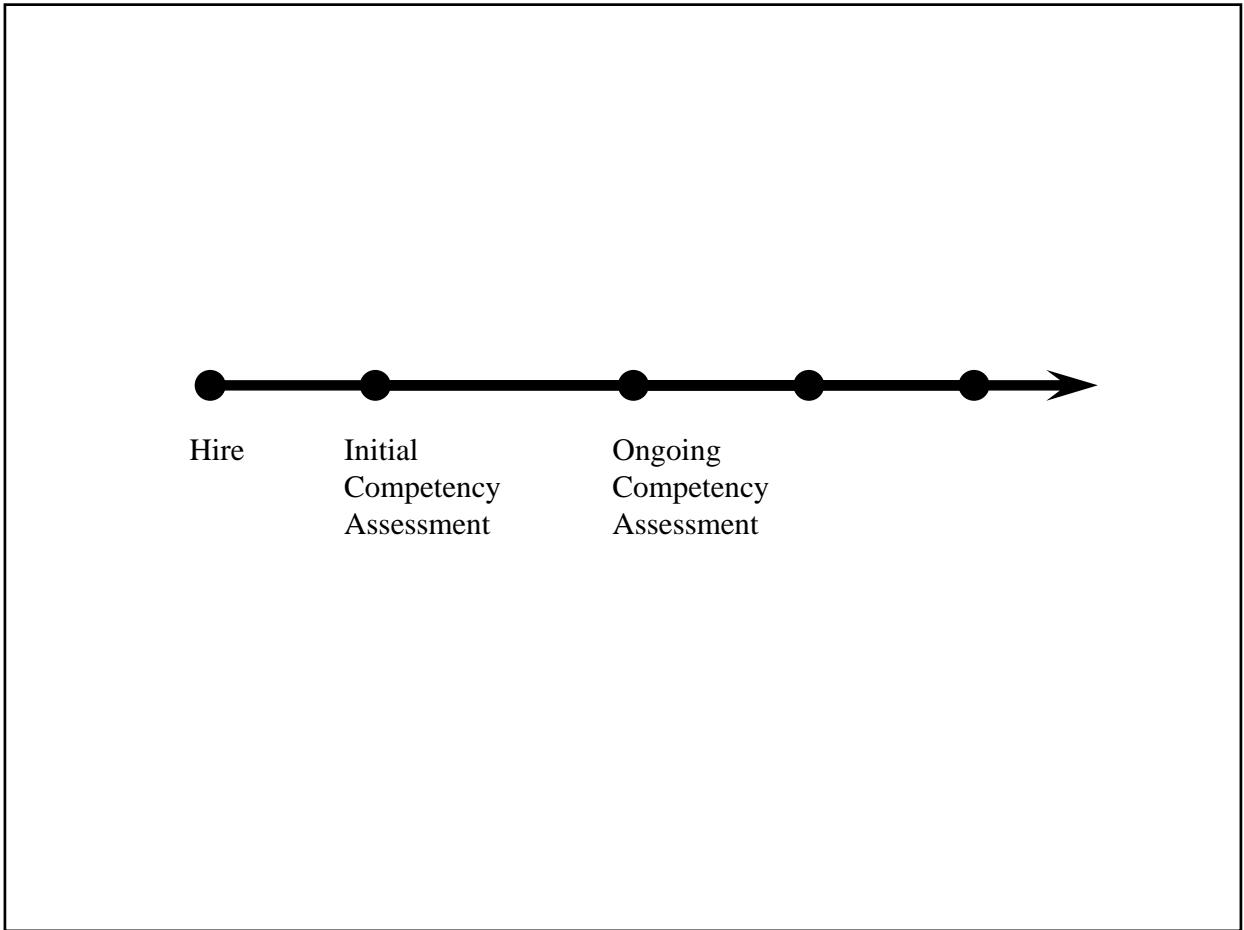 Hire
Initial
Competency
Assessment
Ongoing
Competency
Assessment